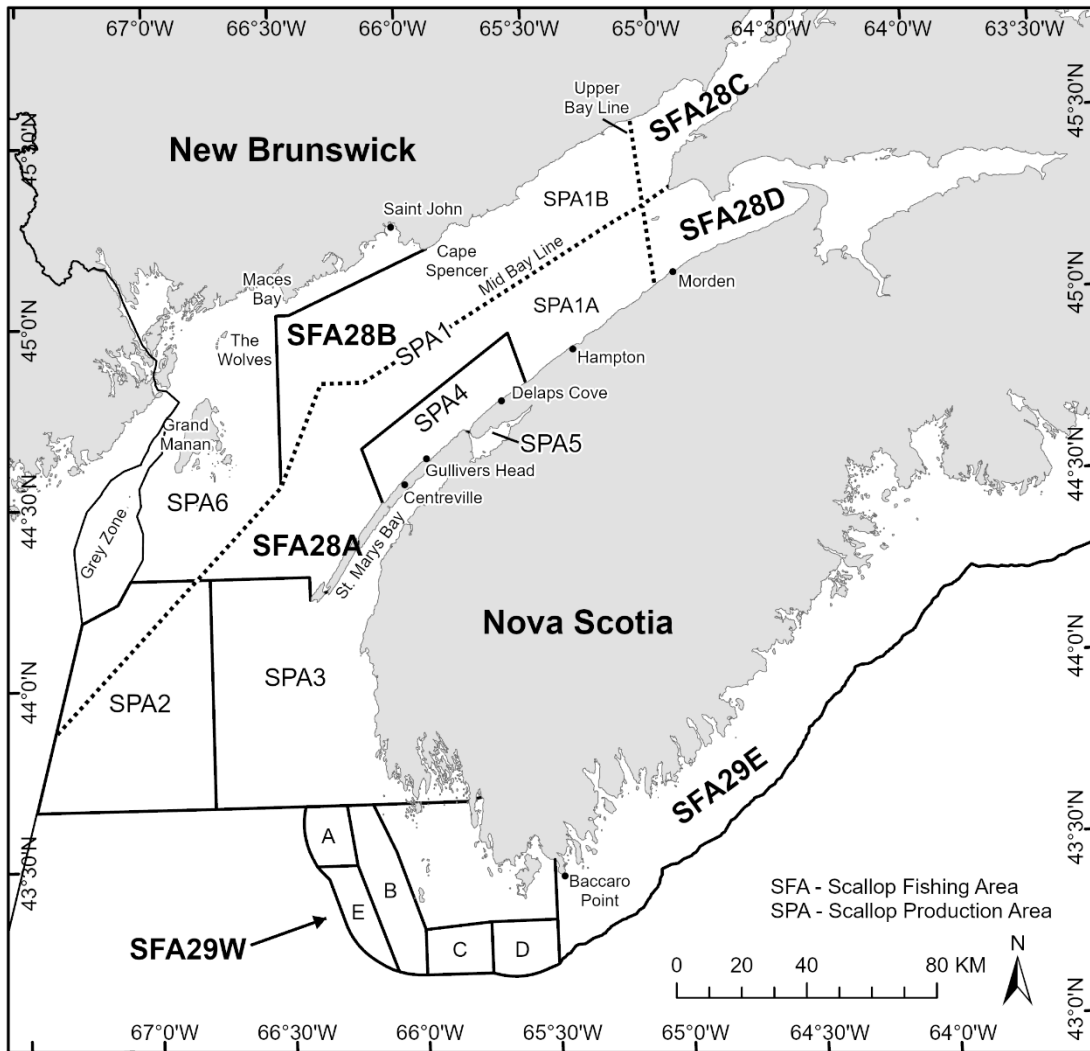 67°0'W
66°30'W
66°0'W
65°30'W
65°0'W
64°30'W
64°0'W
63°30'W
Upper
Bay Line
SFA28C
45°30'N
45°30'N
New Brunswick
SPA1B
Saint John
SFA28D
Cape
Spencer
Mid Bay Line
Maces
Bay
Morden
45°0'N
45°0'N
The
Wolves
SFA28B
SPA1
SPA1A
Hampton
SPA4
Delaps Cove
Grand
Manan
SPA5
Gullivers Head
44°30'N
44°30'N
SPA6
Centreville
Grey Zone
SFA28A
St. Marys Bay
Nova Scotia
44°0'N
44°0'N
SPA2
SPA3
SFA29E
43°30'N
43°30'N
A
B
E
Baccaro
Point
SFA - Scallop Fishing Area
SPA - Scallop Production Area
SFA29W
C
D
N
0
20
40
80 KM
43°0'N
67°0'W
66°30'W
66°0'W
65°30'W
65°0'W
64°30'W
64°0'W